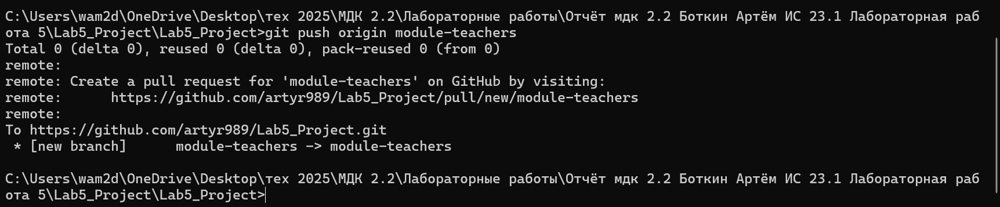 C:\Users\wam2d\OneDrive\Desktop\тех 2025\МДК 2.2\Лабораторные работы\Отчёт мдк 2.2 Боткин Артём ИС 23.1 Лабораторная раб
ота 5\Lab5_Project\Lab5_Project>git push origin module-teachers
Total 0 (delta 0), reused 0 (delta 0), pack-reused 0 (from 0)
remote:
remote: Create a pull request for 'module-teachers' on GitHub by visiting:
remote:      https://github.com/artyr989/Lab5_Project/pull/new/module-teachers
remote:
To https://github.com/artyr989/Lab5_Project.git
 * [new branch]      module-teachers -> module-teachers
C:\Users\wam2d\OneDrive\Desktop\тех 2025\МДК 2.2\Лабораторные работы\Отчёт мдк 2.2 Боткин Артём ИС 23.1 Лабораторная раб
ота 5\Lab5_Project\Lab5_Project>